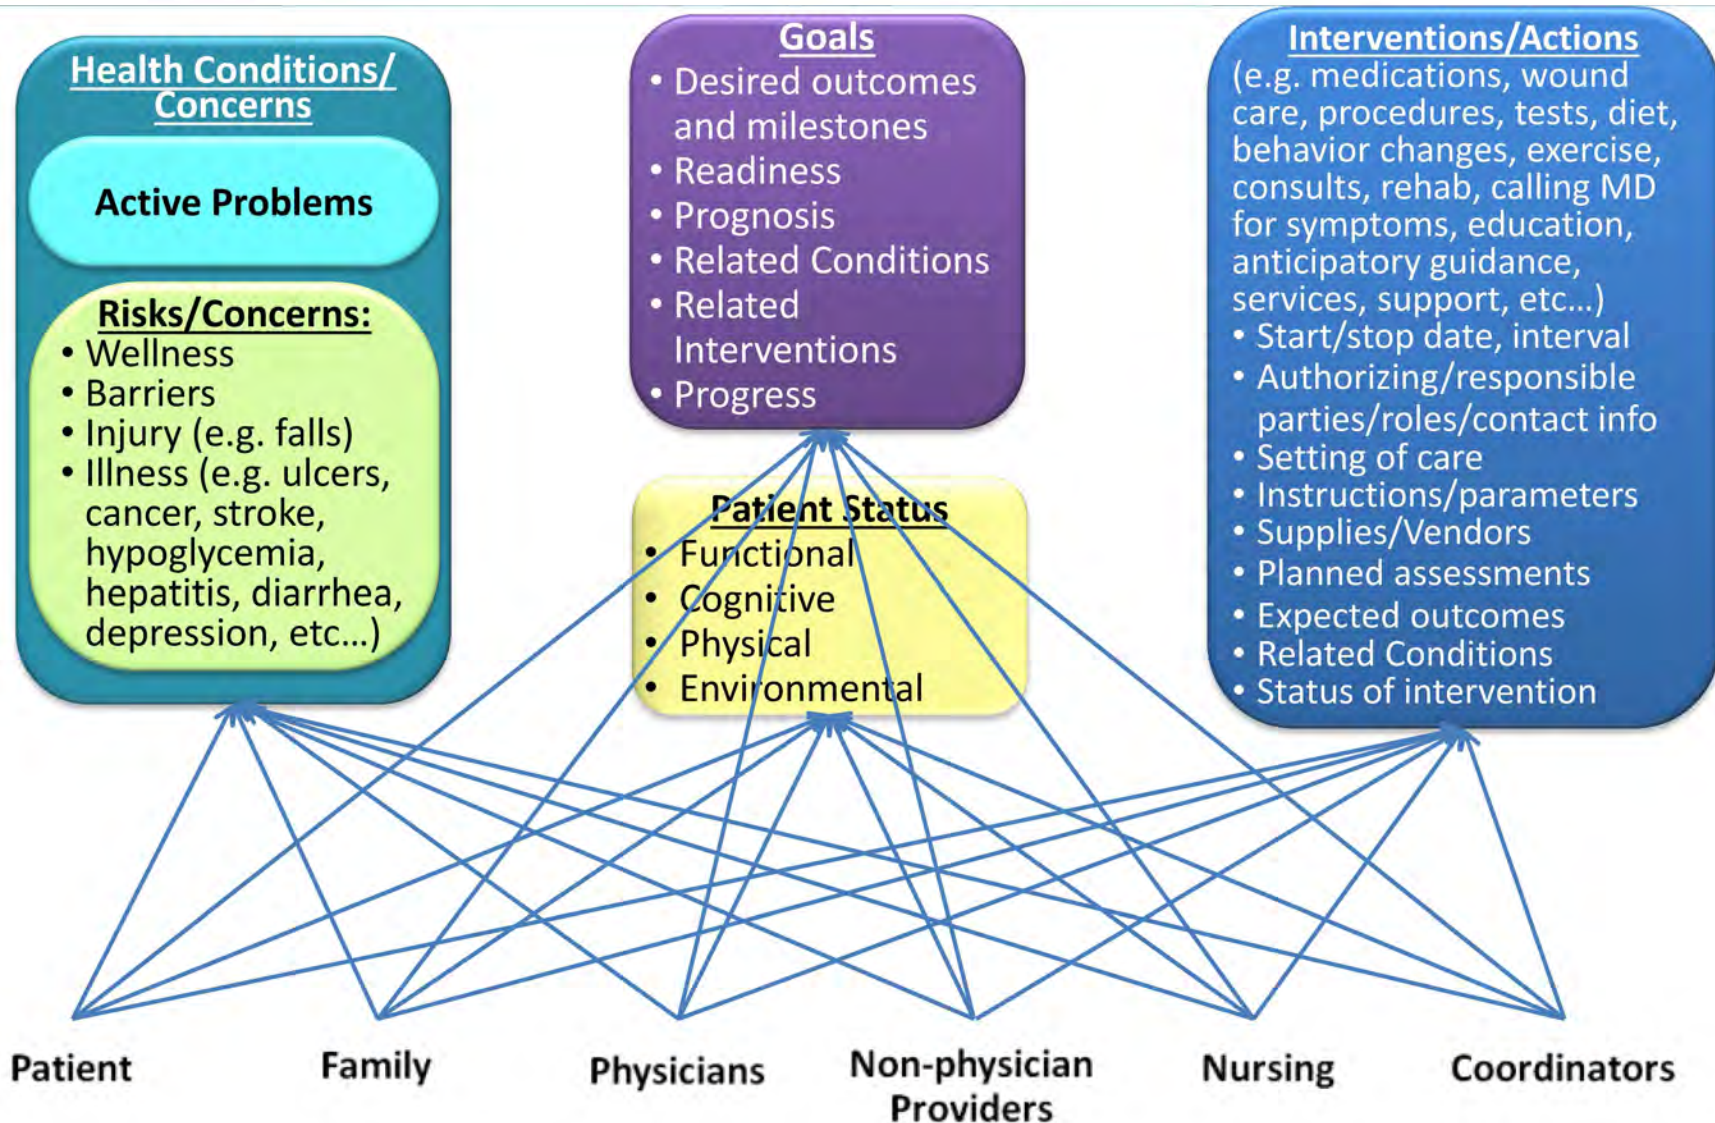 Health Conditions/
Concerns
Active Problems
Risks/Concerns:
• Wellness
• Barriers
• Injury (e.g. falls)
• Illness (e.g. ulcers,
cancer, stroke,
hypoglycemia,
hepatitis, diarrhea,
depression, etc...)
Goals
• Desired outcomes
and milestones
• Readiness
• Prognosis
• Related Conditions
• Related
Interventions
• Progress
Patient Status
• Functional
• Cognitive
• Physical
• Environmental
Interventions/Actions
(e.g. medications, wound
care, procedures, tests, diet,
behavior changes, exercise,
consults, rehab, calling MD
for symptoms, education,
anticipatory guidance,
services, support, etc...)
• Start/stop date, interval
• Authorizing/responsible
parties/roles/contact info
• Setting of care
• Instructions/parameters
• Supplies/Vendors
• Planned assessments
• Expected outcomes
• Related Conditions
• Status of intervention
Patient
Family
Physicians
Non-physician
Providers
Nursing
Coordinators